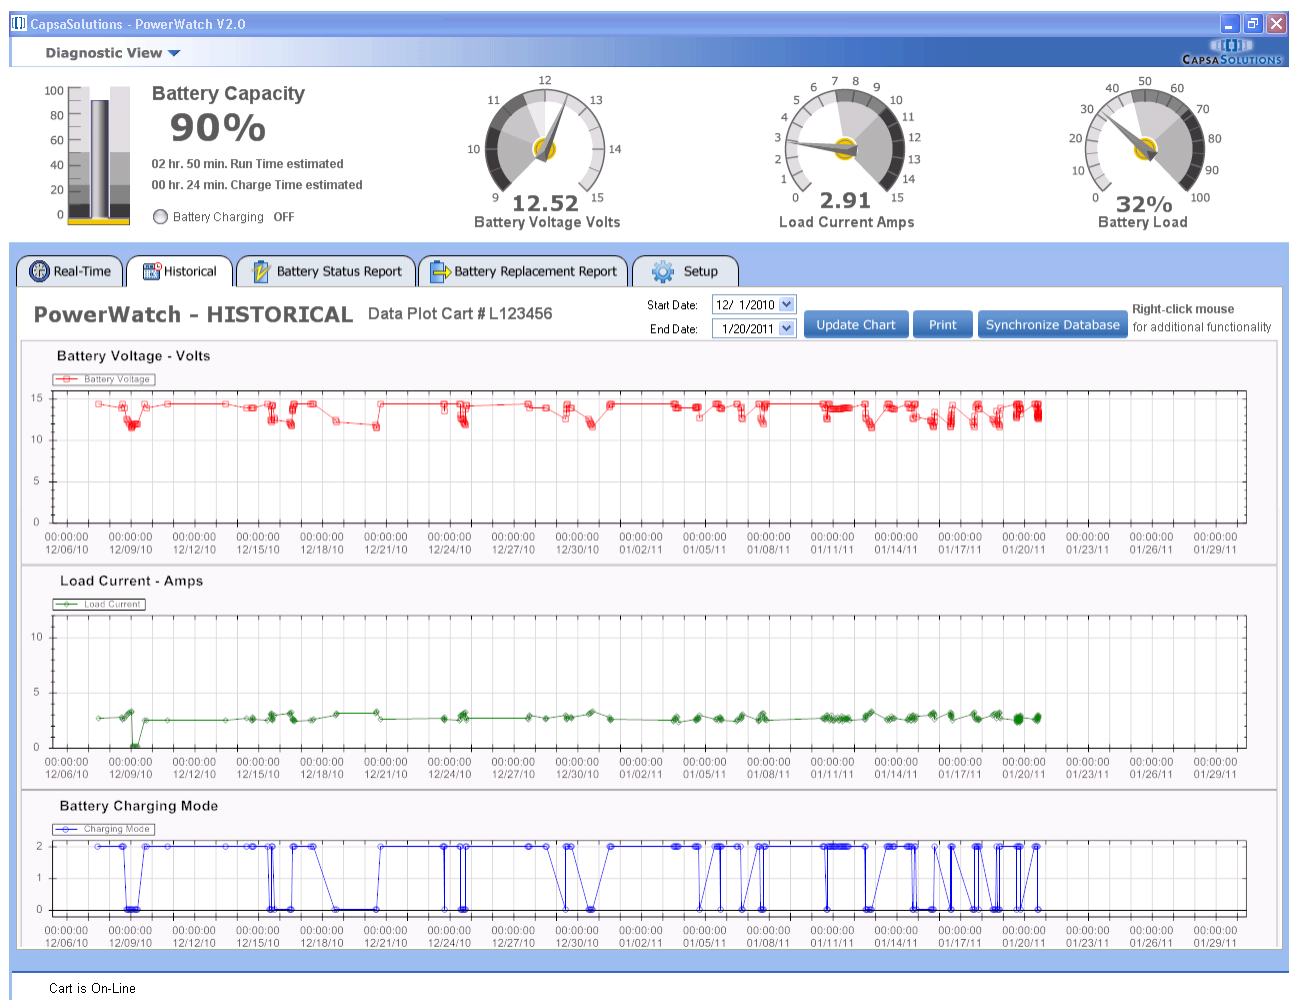 CapsaSolutions - PowerWatch V2.0
Diagnostic View
CAPSASOLUTIONS
100
80
60
40
20
0
Battery Capacity
90%
02 hr. 50 min. Run Time estimated
00 hr. 24 min. Charge Time estimated
Battery Charging OFF
9 10 11 12 13 14 15
12.52
Battery Voltage Volts
0 1 2 3 4 5 6 7 8 9 10 11 12 13 14 15
2.91
Load Current Amps
0 10 20 30 40 50 60 70 80 90 100
32%
Battery Load
Real-Time
Historical
Battery Status Report
Battery Replacement Report
Setup
PowerWatch - HISTORICAL Data Plot Cart # L123456
Start Date: 12/ 1/2010
End Date: 1/20/2011
Update Chart
Print
Synchronize Database
Right-click mouse
for additional functionality
Battery Voltage - Volts
Battery Voltage
15
10
5
0
00:00:00 00:00:00 00:00:00 00:00:00 00:00:00 00:00:00 00:00:00 00:00:00 00:00:00 00:00:00 00:00:00 00:00:00 00:00:00 00:00:00 00:00:00 00:00:00 00:00:00 00:00:00 00:00:00
12/06/10 12/09/10 12/12/10 12/15/10 12/18/10 12/21/10 12/24/10 12/27/10 12/30/10 01/02/11 01/05/11 01/08/11 01/11/11 01/14/11 01/17/11 01/20/11 01/23/11 01/26/11 01/29/11
Load Current - Amps
Load Current
10
5
0
00:00:00 00:00:00 00:00:00 00:00:00 00:00:00 00:00:00 00:00:00 00:00:00 00:00:00 00:00:00 00:00:00 00:00:00 00:00:00 00:00:00 00:00:00 00:00:00 00:00:00 00:00:00 00:00:00
12/06/10 12/09/10 12/12/10 12/15/10 12/18/10 12/21/10 12/24/10 12/27/10 12/30/10 01/02/11 01/05/11 01/08/11 01/11/11 01/14/11 01/17/11 01/20/11 01/23/11 01/26/11 01/29/11
Battery Charging Mode
Charging Mode
2
1
0
00:00:00 00:00:00 00:00:00 00:00:00 00:00:00 00:00:00 00:00:00 00:00:00 00:00:00 00:00:00 00:00:00 00:00:00 00:00:00 00:00:00 00:00:00 00:00:00 00:00:00 00:00:00 00:00:00
12/06/10 12/09/10 12/12/10 12/15/10 12/18/10 12/21/10 12/24/10 12/27/10 12/30/10 01/02/11 01/05/11 01/08/11 01/11/11 01/14/11 01/17/11 01/20/11 01/23/11 01/26/11 01/29/11
Cart is On-Line